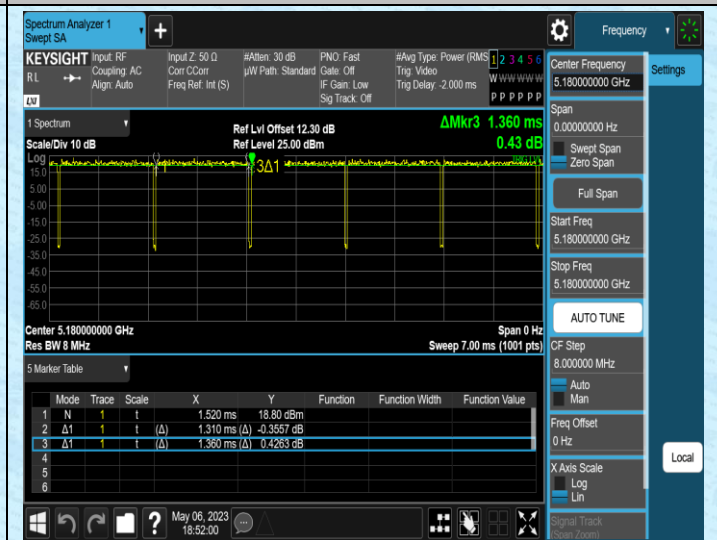 Spectrum Analyzer 1
Swept SA
+
Frequency
KEYSIGHT
Input: RF
Coupling: AC
Align: Auto
Input Z: 50 Ω
Corr CCorr
Freq Ref: Int (S)
#Atten: 30 dB
µW Path: Standard
PNO: Fast
Gate: Off
IF Gain: Low
Sig Track: Off
#Avg Type: Power (RMS
Trig: Video
Trig Delay: -2.000 ms
1 2 3 4 5 6
W W W W W W
P P P P P P
RL
LXI
1 Spectrum
Scale/Div 10 dB
Ref Lvl Offset 12.30 dB
Ref Level 25.00 dBm
ΔMkr3 1.360 ms
0.43 dB
Log
15.0
5.00
-5.00
-15.0
-25.0
-35.0
-45.0
-55.0
-65.0
1
3Δ1
Center 5.180000000 GHz
Res BW 8 MHz
Span 0 Hz
Sweep 7.00 ms (1001 pts)
5 Marker Table
Mode Trace Scale X Y Function Function Width Function Value
1 N 1 t 1.520 ms 18.80 dBm
2 Δ1 1 t (Δ) 1.310 ms (Δ) -0.3557 dB
3 Δ1 1 t (Δ) 1.360 ms (Δ) 0.4263 dB
4
5
6
?
May 06, 2023
18:52:00
Center Frequency
5.180000000 GHz
Span
0.00000000 Hz
Swept Span
Zero Span
Full Span
Start Freq
5.180000000 GHz
Stop Freq
5.180000000 GHz
AUTO TUNE
CF Step
8.000000 MHz
Auto
Man
Freq Offset
0 Hz
X Axis Scale
Log
Lin
Signal Track
(Span Zoom)
Settings
Local